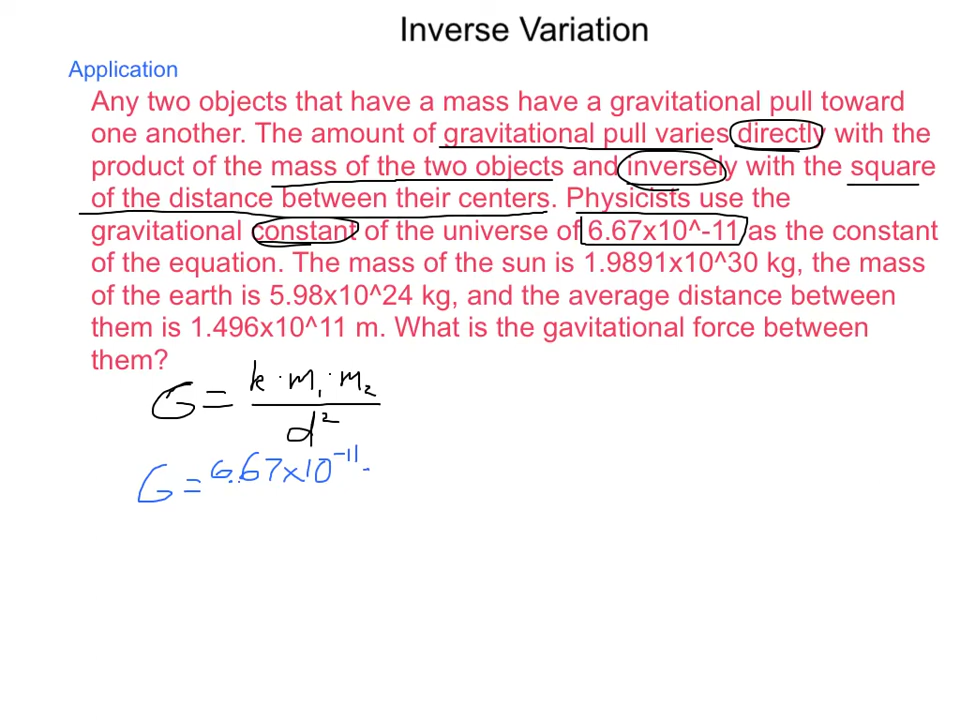 Inverse Variation
Application
Any two objects that have a mass have a gravitational pull toward
one another. The amount of gravitational pull varies directly with the
product of the mass of the two objects and inversely with the square
of the distance between their centers. Physicists use the
gravitational constant of the universe of 6.67x10^-11 as the constant
of the equation. The mass of the sun is 1.9891x10^30 kg, the mass
of the earth is 5.98x10^24 kg, and the average distance between
them is 1.496x10^11 m. What is the gavitational force between
them?
G = k · m₁ · m₂ / d²
G = 6.67x10⁻¹¹ ·